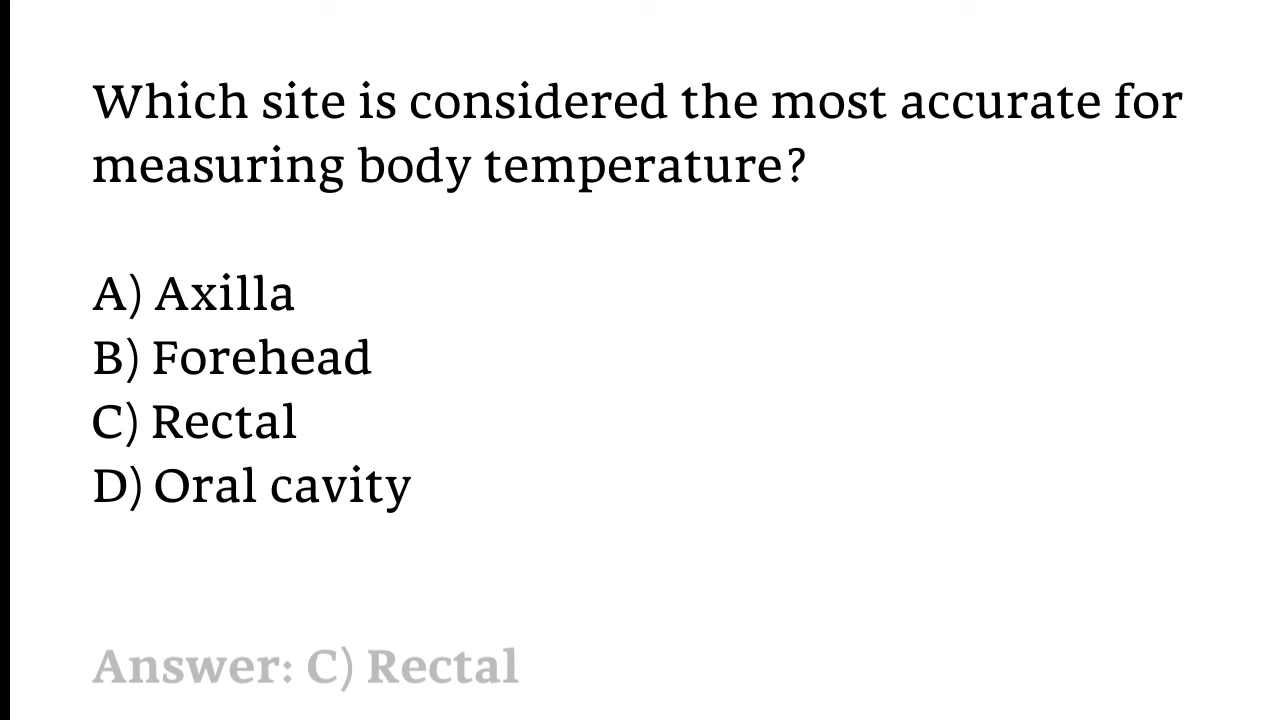 Which site is considered the most accurate for
measuring body temperature?
A) Axilla
B) Forehead
C) Rectal
D) Oral cavity
Answer: C) Rectal